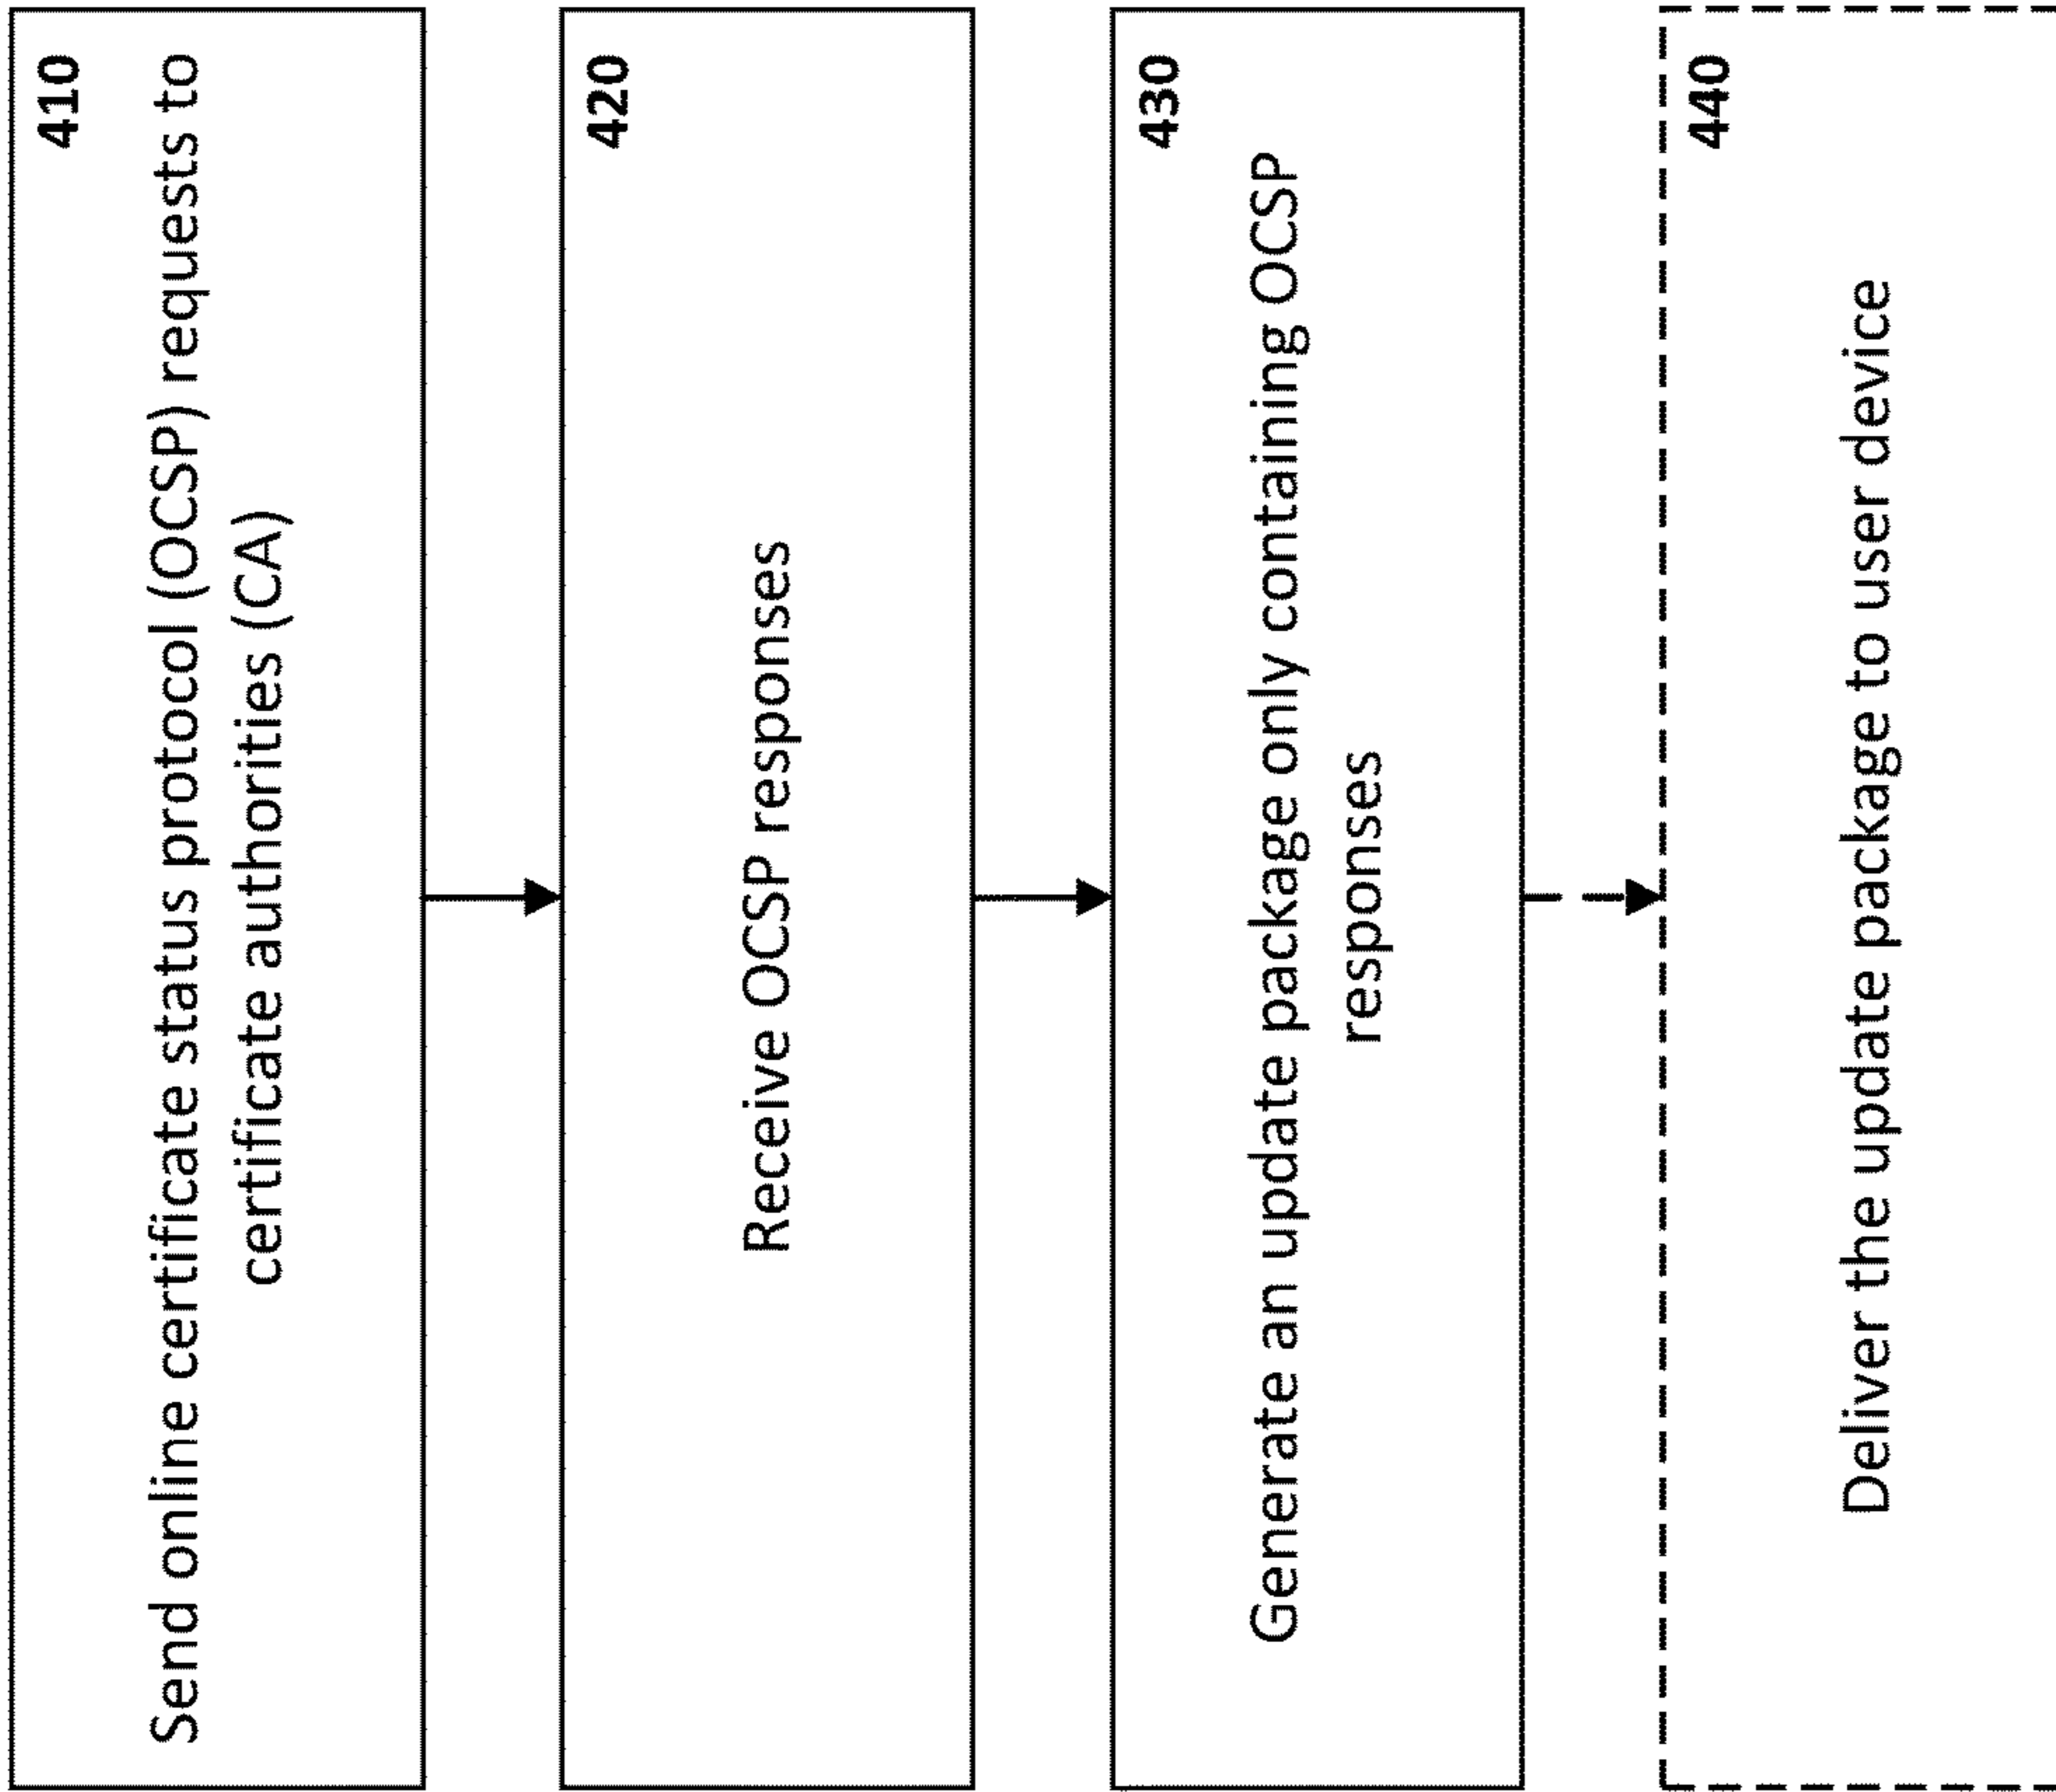 410
Send online certificate status protocol (OCSP) requests to
certificate authorities (CA)
420
Receive OCSP responses
430
Generate an update package only containing OCSP
responses
440
Deliver the update package to user device